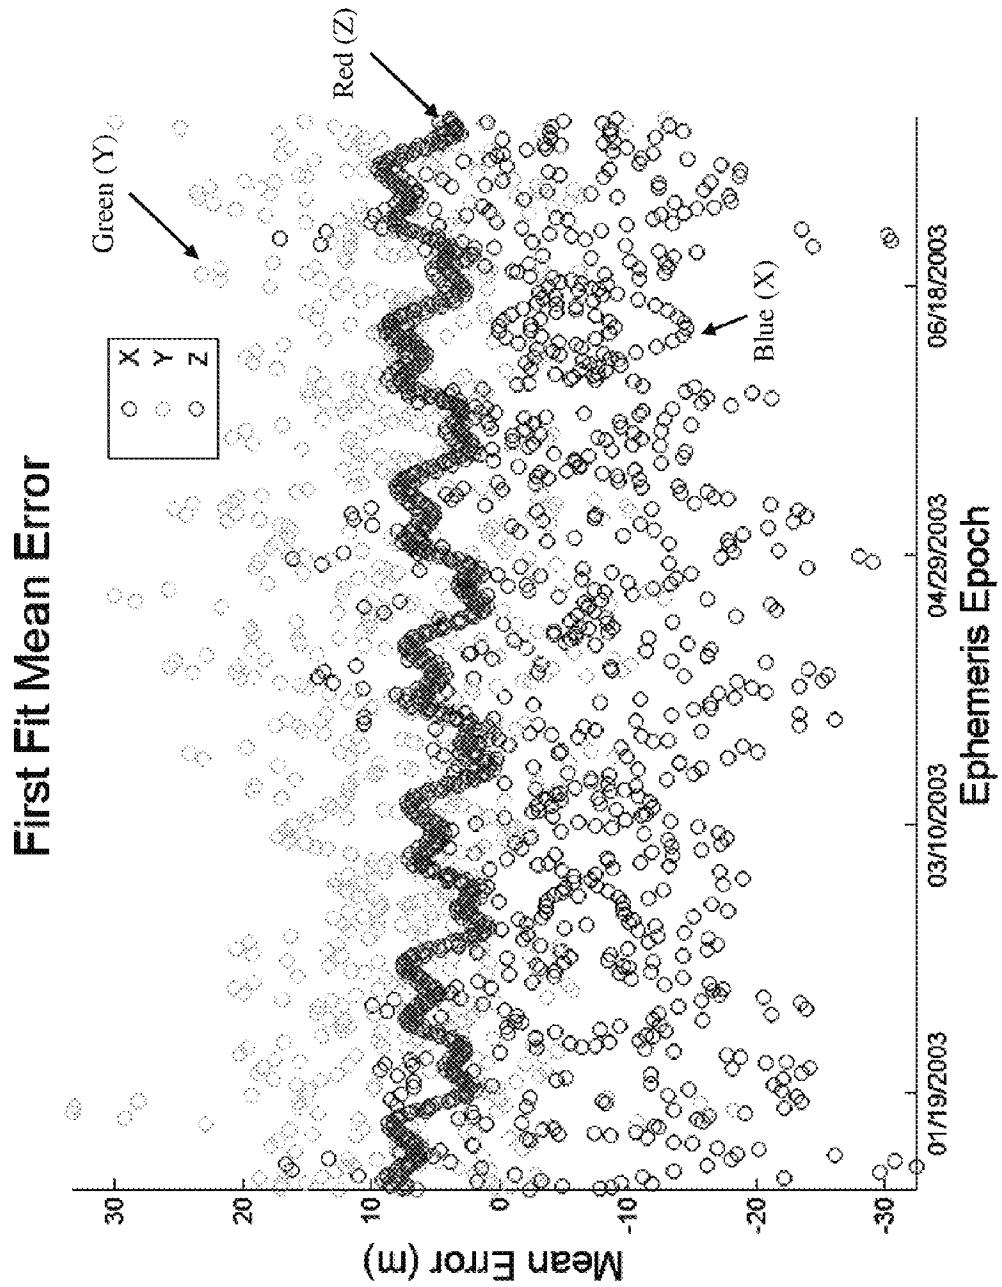 First Fit Mean Error
X
Y
Z
Green (Y)
Red (Z)
Blue (X)
Mean Error (m)
30
20
10
0
-10
-20
-30
01/19/2003
03/10/2003
04/29/2003
06/18/2003
Ephemeris Epoch